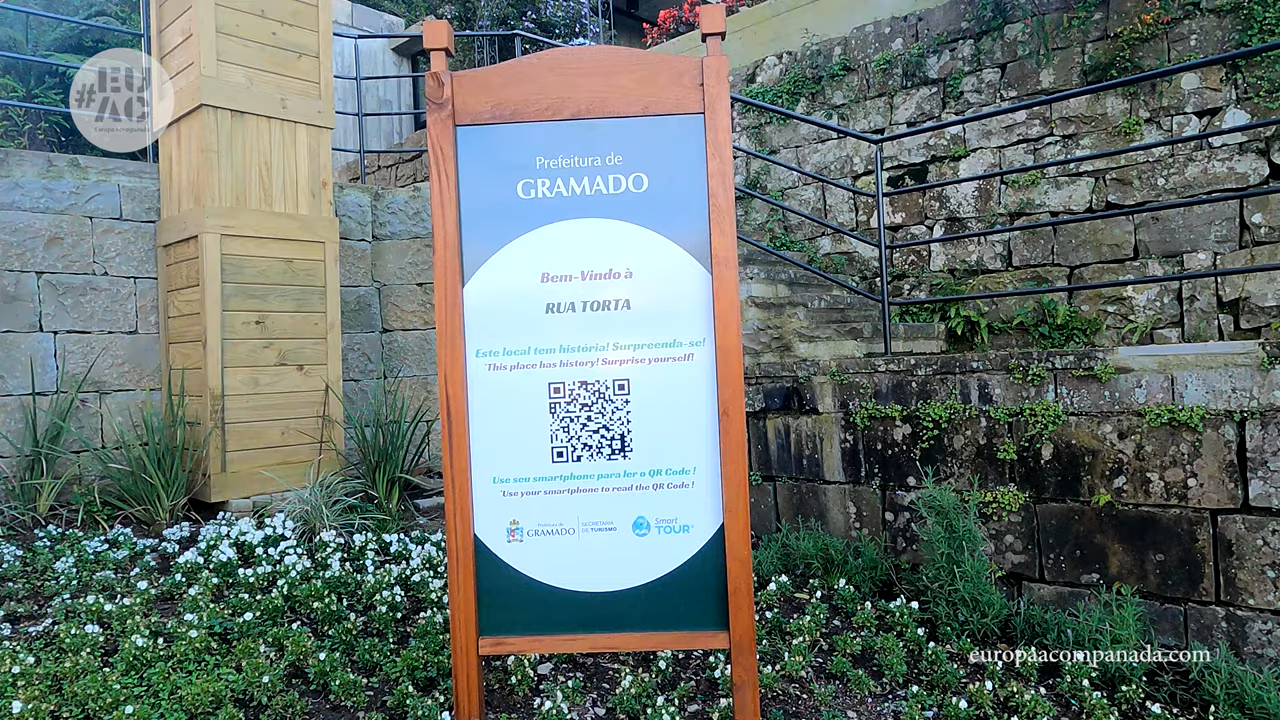 #EU
AC
Prefeitura de
GRAMADO
Bem-Vindo à
RUA TORTA
Este local tem história! Surpreenda-se!
*This place has history! Surprise yourself!
Use seu smartphone para ler o QR Code !
*Use your smartphone to read the QR Code !
Prefeitura de
GRAMADO
SECRETARIA
DE TURISMO
Smart
TOUR
europaacompanada.com